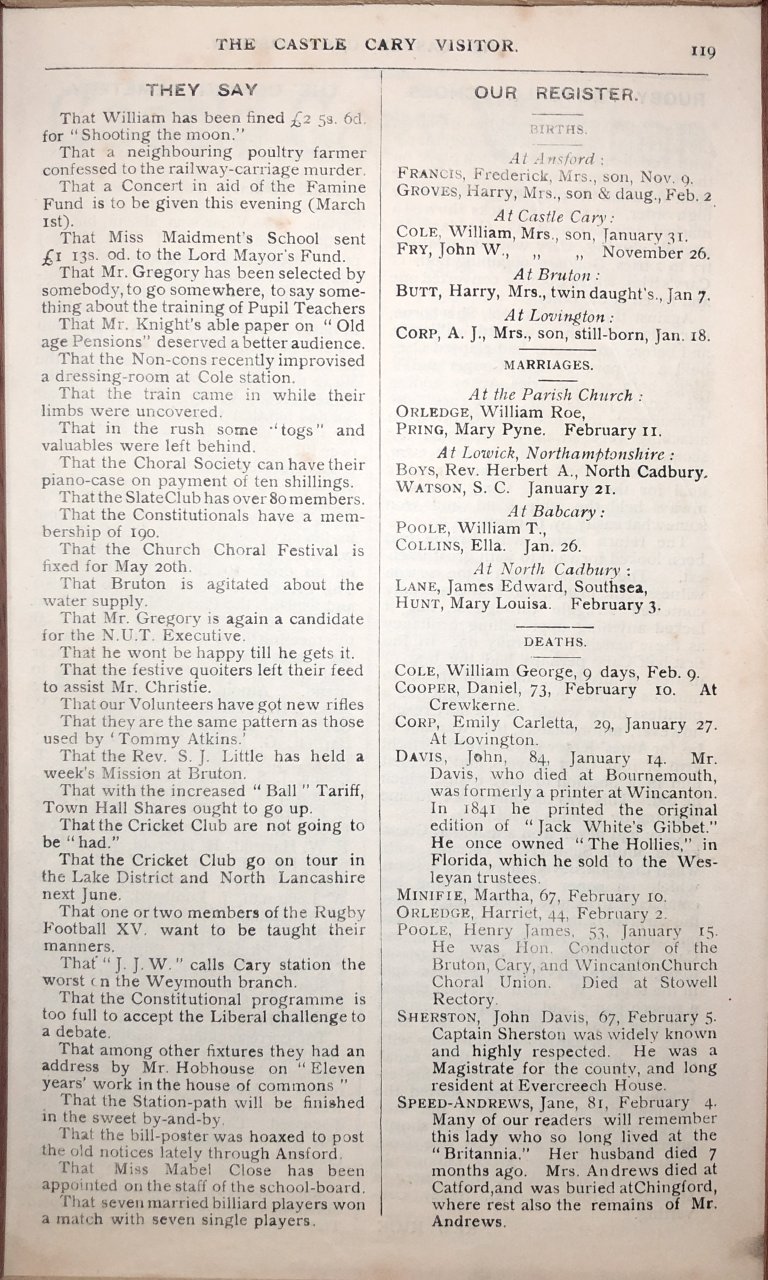 THE CASTLE CARY VISITOR.
119
THEY SAY
That William has been fined £2 5s. 6d.
for "Shooting the moon."
That a neighbouring poultry farmer
confessed to the railway-carriage murder.
That a Concert in aid of the Famine
Fund is to be given this evening (March
1st).
That Miss Maidment's School sent
£1 13s. od. to the Lord Mayor's Fund.
That Mr. Gregory has been selected by
somebody, to go somewhere, to say some-
thing about the training of Pupil Teachers
That Mr. Knight's able paper on "Old
age Pensions" deserved a better audience.
That the Non-cons recently improvised
a dressing-room at Cole station.
That the train came in while their
limbs were uncovered.
That in the rush some "togs" and
valuables were left behind.
That the Choral Society can have their
piano-case on payment of ten shillings.
That the Slate Club has over 80 members.
That the Constitutionals have a mem-
bership of 190.
That the Church Choral Festival is
fixed for May 20th.
That Bruton is agitated about the
water supply.
That Mr. Gregory is again a candidate
for the N.U.T. Executive.
That he wont be happy till he gets it.
That the festive quoiters left their feed
to assist Mr. Christie.
That our Volunteers have got new rifles
That they are the same pattern as those
used by 'Tommy Atkins.'
That the Rev. S. J. Little has held a
week's Mission at Bruton.
That with the increased "Ball" Tariff,
Town Hall Shares ought to go up.
That the Cricket Club are not going to
be "had."
That the Cricket Club go on tour in
the Lake District and North Lancashire
next June.
That one or two members of the Rugby
Football XV. want to be taught their
manners.
That "J. J. W." calls Cary station the
worst on the Weymouth branch.
That the Constitutional programme is
too full to accept the Liberal challenge to
a debate.
That among other fixtures they had an
address by Mr. Hobhouse on "Eleven
years' work in the house of commons"
That the Station-path will be finished
in the sweet by-and-by.
That the bill-poster was hoaxed to post
the old notices lately through Ansford.
That Miss Mabel Close has been
appointed on the staff of the school-board.
That seven married billiard players won
a match with seven single players.
OUR REGISTER.
BIRTHS.
At Ansford:
FRANCIS, Frederick, Mrs., son, Nov. 9.
GROVES, Harry, Mrs., son & daug., Feb. 2
At Castle Cary:
COLE, William, Mrs., son, January 31.
FRY, John W., „ „ November 26.
At Bruton:
BUTT, Harry, Mrs., twin daught's., Jan 7.
At Lovington:
CORP, A. J., Mrs., son, still-born, Jan. 18.
MARRIAGES.
At the Parish Church:
ORLEDGE, William Roe,
PRING, Mary Pyne. February 11.
At Lowick, Northamptonshire:
BOYS, Rev. Herbert A., North Cadbury.
WATSON, S. C. January 21.
At Babcary:
POOLE, William T.,
COLLINS, Ella. Jan. 26.
At North Cadbury:
LANE, James Edward, Southsea,
HUNT, Mary Louisa. February 3.
DEATHS.
COLE, William George, 9 days, Feb. 9.
COOPER, Daniel, 73, February 10. At
Crewkerne.
CORP, Emily Carletta, 29, January 27.
At Lovington.
DAVIS, John, 84, January 14. Mr.
Davis, who died at Bournemouth,
was formerly a printer at Wincanton.
In 1841 he printed the original
edition of "Jack White's Gibbet."
He once owned "The Hollies," in
Florida, which he sold to the Wes-
leyan trustees.
MINIFIE, Martha, 67, February 10.
ORLEDGE, Harriet, 44, February 2.
POOLE, Henry James, 53, January 15.
He was Hon. Conductor of the
Bruton, Cary, and Wincanton Church
Choral Union. Died at Stowell
Rectory.
SHERSTON, John Davis, 67, February 5.
Captain Sherston was widely known
and highly respected. He was a
Magistrate for the county, and long
resident at Evercreech House.
SPEED-ANDREWS, Jane, 81, February 4.
Many of our readers will remember
this lady who so long lived at the
"Britannia." Her husband died 7
months ago. Mrs. Andrews died at
Catford, and was buried at Chingford,
where rest also the remains of Mr.
Andrews.